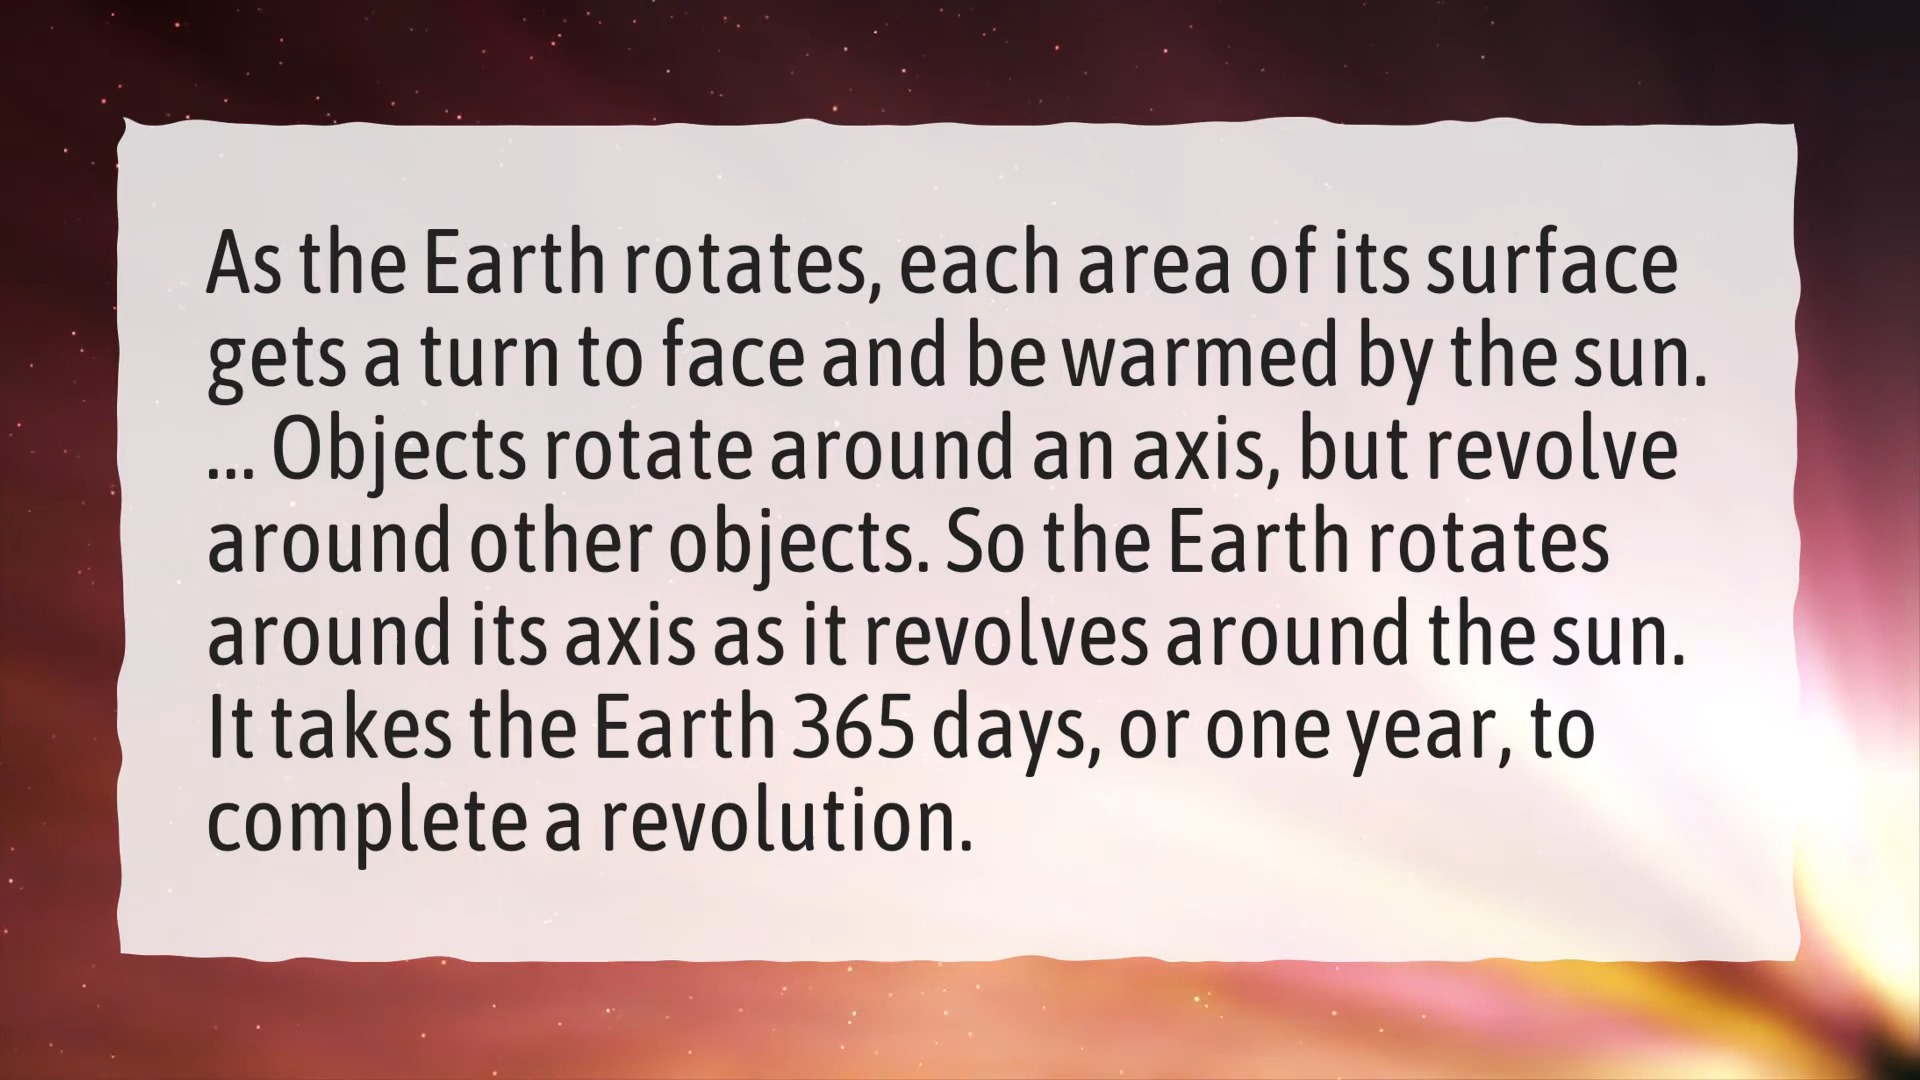 As the Earth rotates, each area of its surface
gets a turn to face and be warmed by the sun.
... Objects rotate around an axis, but revolve
around other objects. So the Earth rotates
around its axis as it revolves around the sun.
It takes the Earth 365 days, or one year, to
complete a revolution.